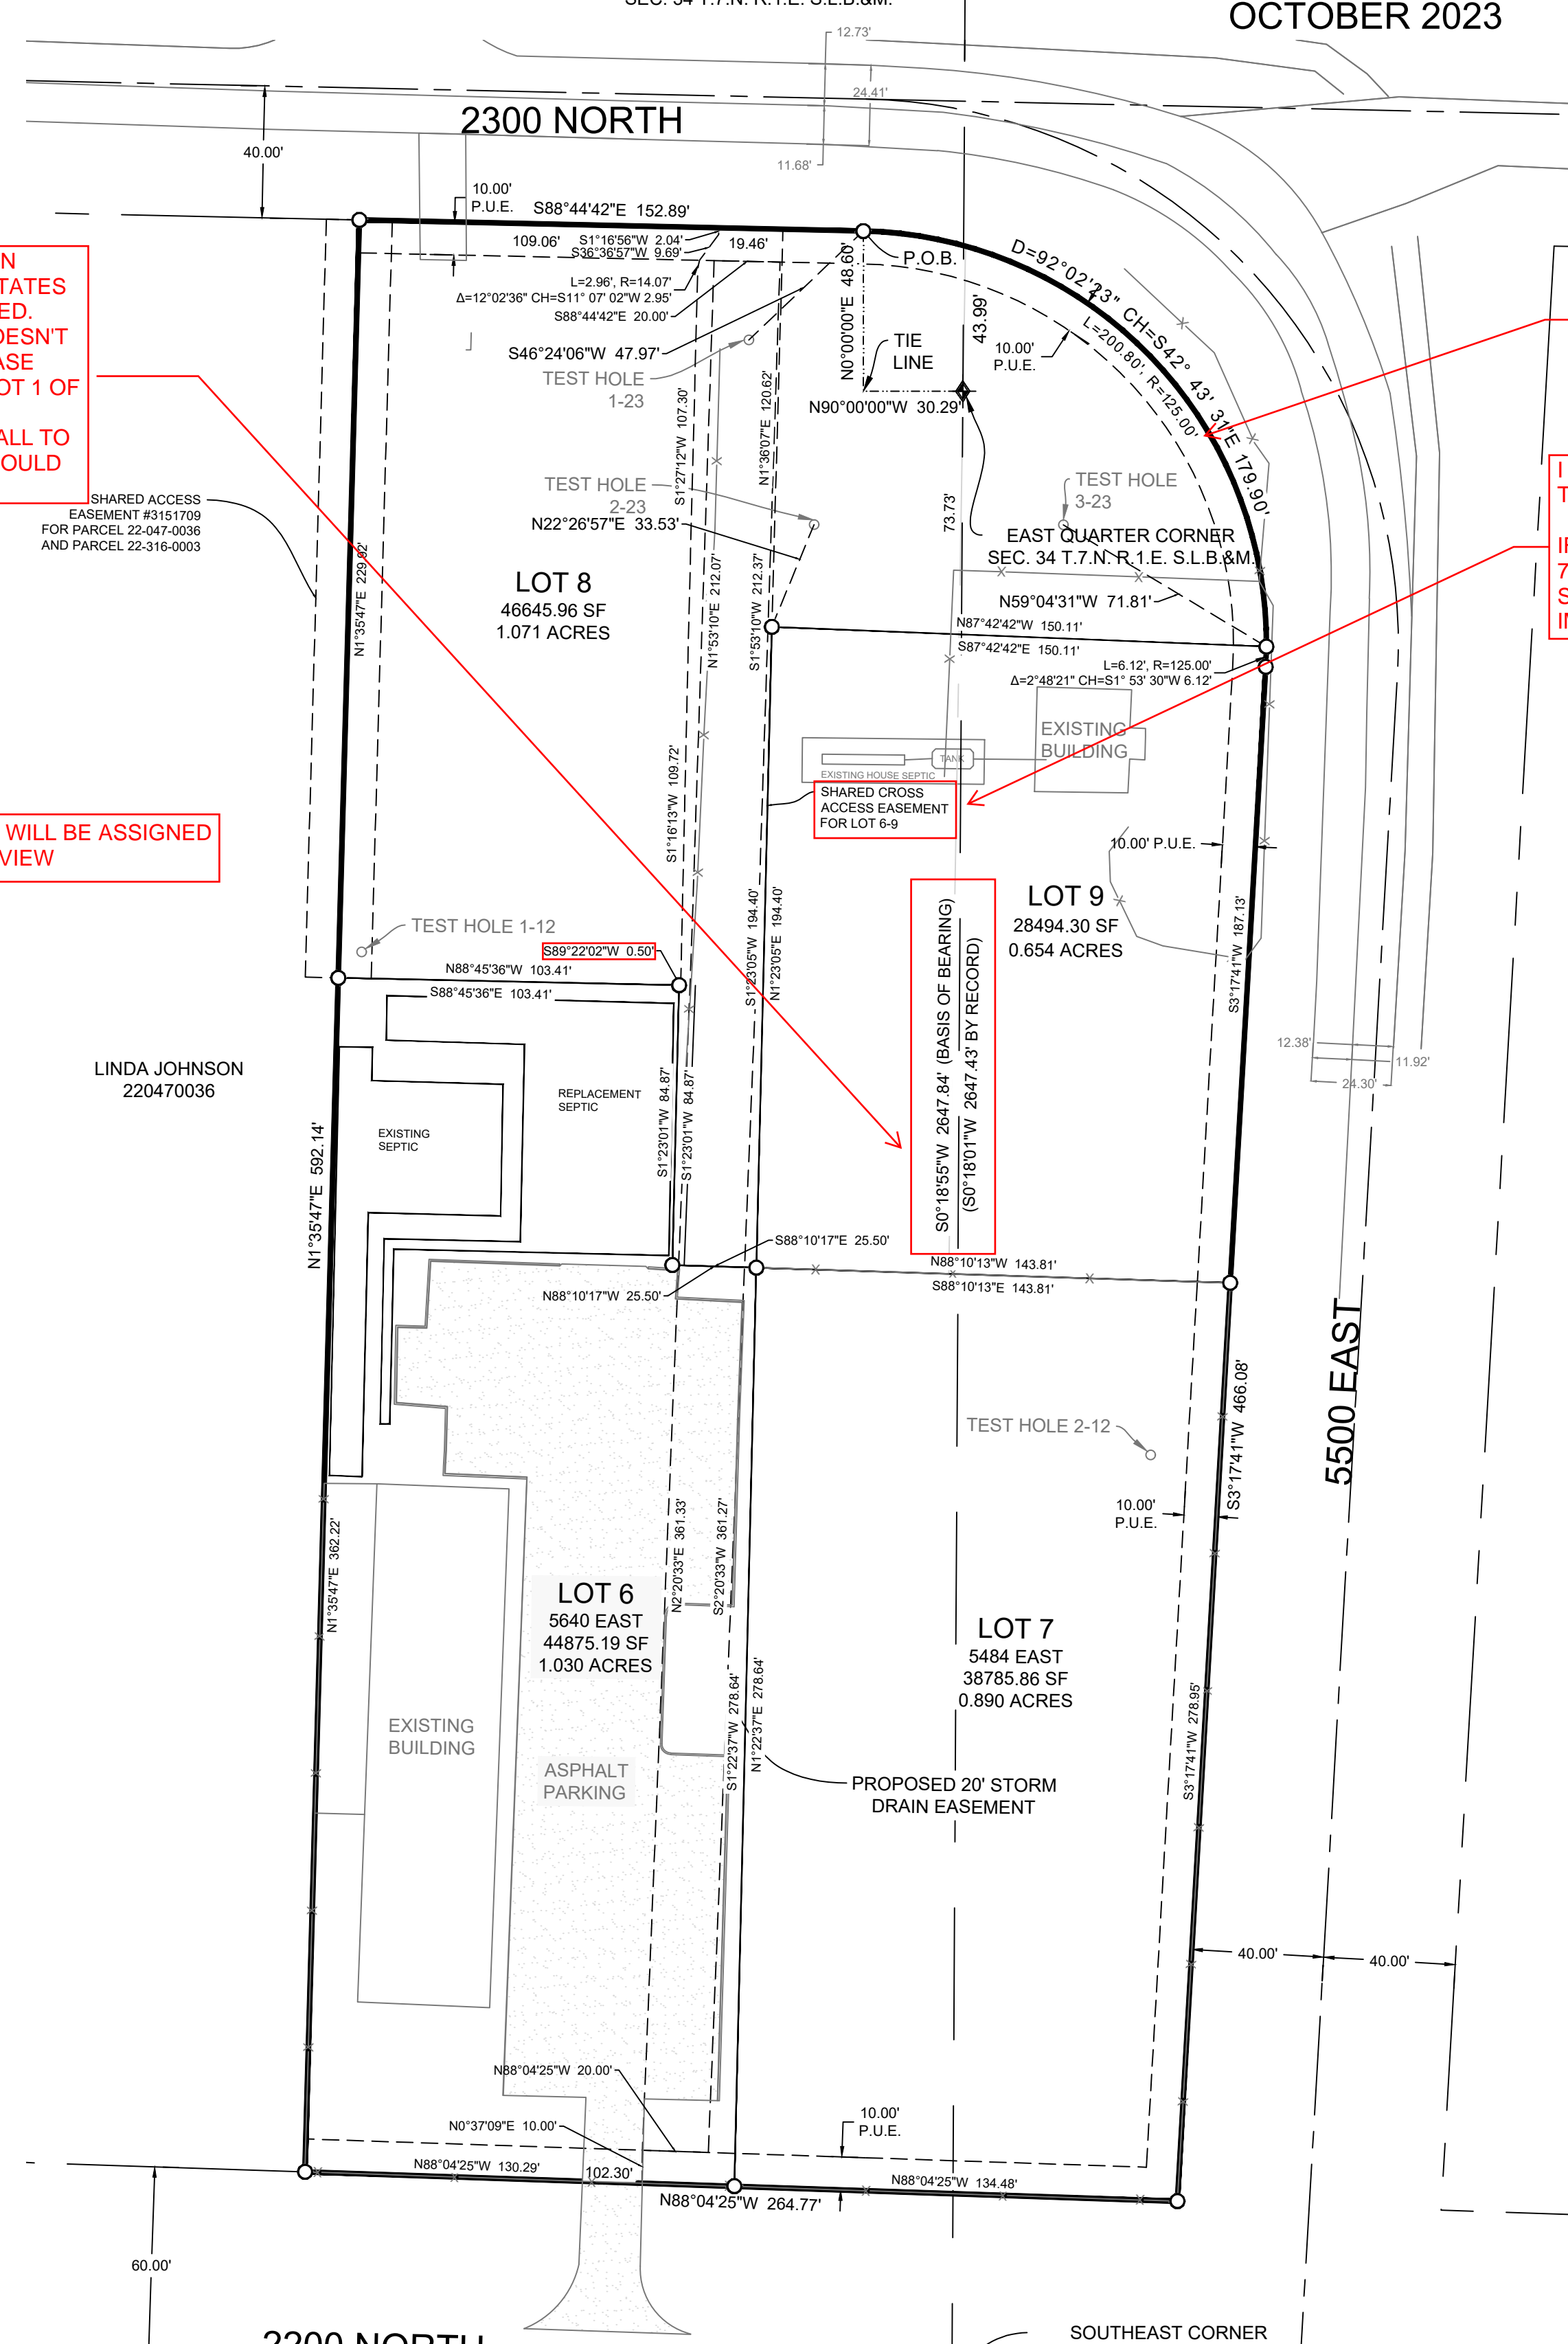 SEC. 34 T.7.N. R.1.E. S.L.B.&M.
OCTOBER 2023
12.73'
24.41'
11.68'
2300 NORTH
40.00'
10.00'
P.U.E.
S88°44'42"E 152.89'
109.06'
S1°16'56"W 2.04'
S36°36'57"W 9.69'
19.46'
L=2.96', R=14.07'
Δ=12°02'36" CH=S11° 07' 02"W 2.95'
S88°44'42"E 20.00'
S46°24'06"W 47.97'
TEST HOLE
1-23
P.O.B.
N0°00'00"E 48.60'
TIE
LINE
N90°00'00"W 30.29'
43.99'
73.73'
10.00'
P.U.E.
D=92°02'23" CH=S42° 43' 31"E 179.90'
L=200.80', R=125.00'
TATES
ED.
DOESN'T
ASE
OT 1 OF
ALL TO
OULD
SHARED ACCESS
EASEMENT #3151709
FOR PARCEL 22-047-0036
AND PARCEL 22-316-0003
N1°35'47"E 229.92'
S1°27'12"W 107.30'
N1°36'07"E 120.62'
TEST HOLE
2-23
N22°26'57"E 33.53'
TEST HOLE
3-23
EAST QUARTER CORNER
SEC. 34 T.7.N. R.1.E. S.L.B.&M.
N59°04'31"W 71.81'
LOT 8
46645.96 SF
1.071 ACRES
N1°53'10"E 212.07'
S1°53'10"W 212.37'
N87°42'42"W 150.11'
S87°42'42"E 150.11'
L=6.12', R=125.00'
Δ=2°48'21" CH=S1° 53' 30"W 6.12'
EXISTING
BUILDING
TANK
EXISTING HOUSE SEPTIC
SHARED CROSS
ACCESS EASEMENT
FOR LOT 6-9
S1°16'13"W 109.72'
WILL BE ASSIGNED
VIEW
10.00' P.U.E.
LOT 9
28494.30 SF
0.654 ACRES
S3°17'41"W 187.13'
TEST HOLE 1-12
S89°22'02"W 0.50'
N88°45'36"W 103.41'
S88°45'36"E 103.41'
S1°23'05"W 194.40'
N1°23'05"E 194.40'
S0°18'55"W 2647.84' (BASIS OF BEARING)
(S0°18'01"W 2647.43' BY RECORD)
12.38'
11.92'
24.30'
LINDA JOHNSON
220470036
REPLACEMENT
SEPTIC
EXISTING
SEPTIC
S1°23'01"W 84.87'
S1°23'01"W 84.87'
N1°35'47"E 592.14'
S88°10'17"E 25.50'
N88°10'17"W 25.50'
N88°10'13"W 143.81'
S88°10'13"E 143.81'
5500 EAST
S3°17'41"W 466.08'
TEST HOLE 2-12
10.00'
P.U.E.
N1°35'47"E 362.22'
N2°20'33"E 361.33'
S2°20'33"W 361.27'
LOT 6
5640 EAST
44875.19 SF
1.030 ACRES
LOT 7
5484 EAST
38785.86 SF
0.890 ACRES
S1°22'37"W 278.64'
N1°22'37"E 278.64'
S3°17'41"W 278.95'
EXISTING
BUILDING
ASPHALT
PARKING
PROPOSED 20' STORM
DRAIN EASEMENT
40.00'
40.00'
N88°04'25"W 20.00'
N0°37'09"E 10.00'
10.00'
P.U.E.
N88°04'25"W 130.29'
102.30'
N88°04'25"W 134.48'
N88°04'25"W 264.77'
60.00'
2200 NORTH
SOUTHEAST CORNER